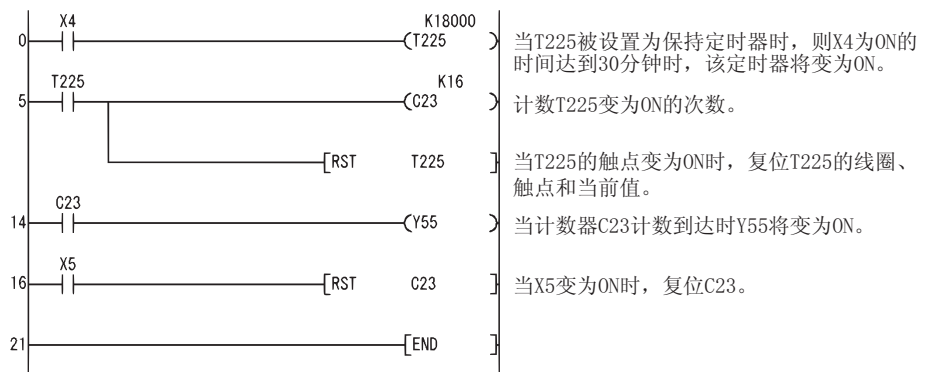 X4 K18000
0 (T225 ) 当T225被设置为保持定时器时，则X4为ON的
时间达到30分钟时，该定时器将变为ON。
T225 K16
5 (C23 ) 计数T225变为ON的次数。
[RST T225 ] 当T225的触点变为ON时，复位T225的线圈、
触点和当前值。
C23
14 (Y55 ) 当计数器C23计数到达时Y55将变为ON。
X5
16 [RST C23 ] 当X5变为ON时，复位C23。
21 [END ]